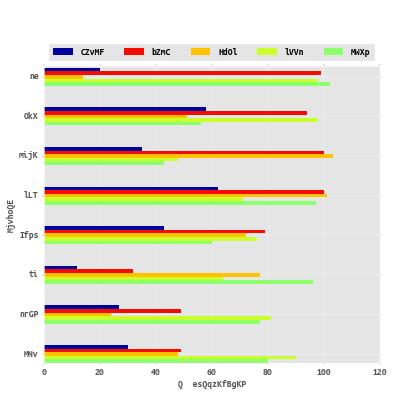 CZvMF bZmC HdOl lVVn MWXp
ne
okX
mijK
lLT
Ifps
ti
nrGP
MNv
MjvhoQE
0 20 40 60 80 100 120
Q esQqzKfBgKP